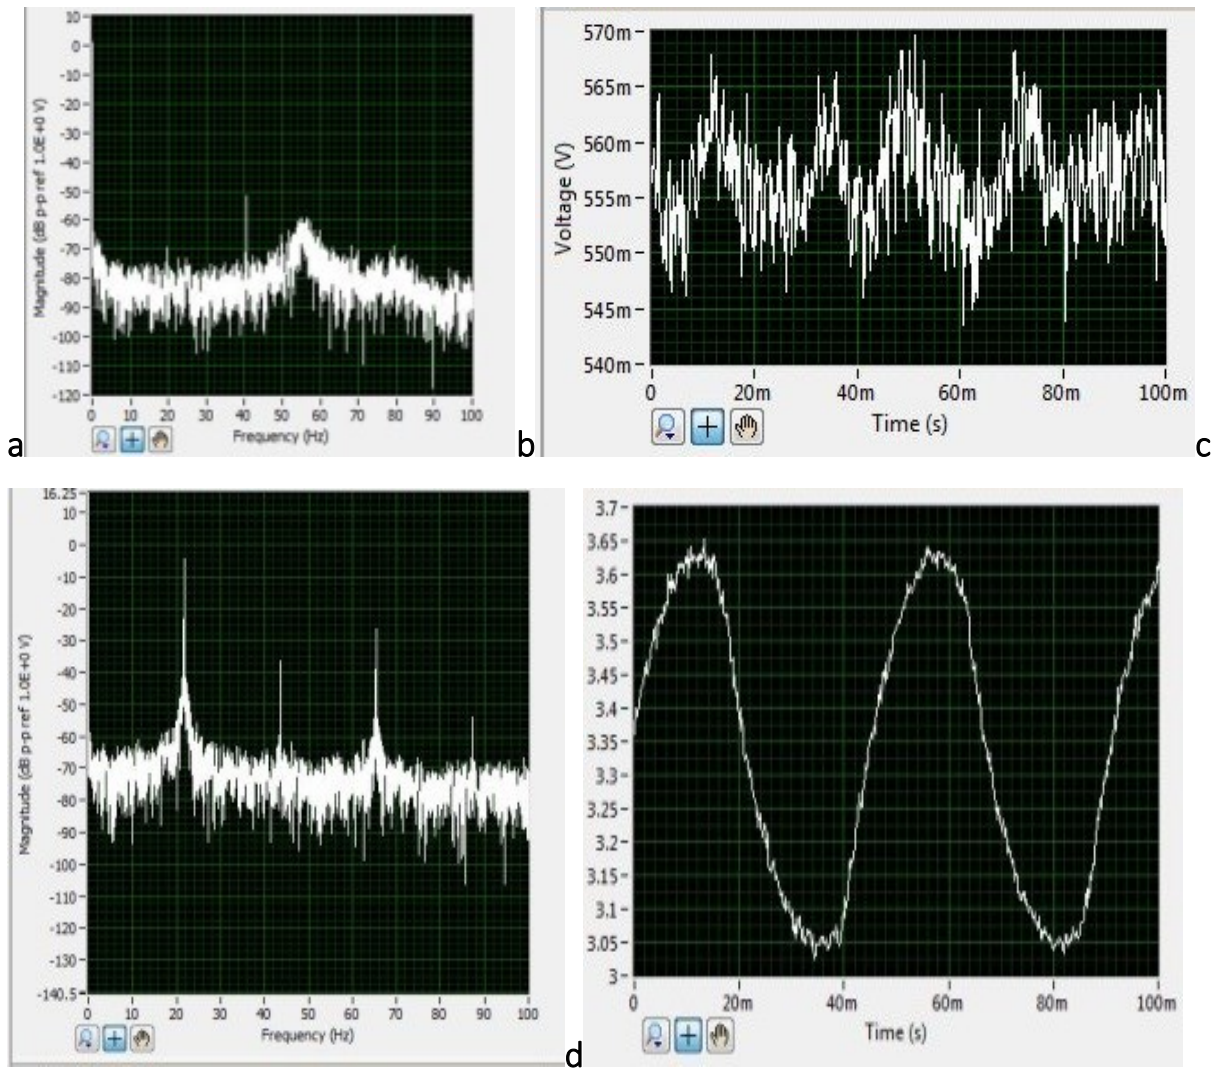 10
0
-10
-20
-30
-40
-50
-60
-70
-80
-90
-100
-110
-120
Magnitude (dB p-p ref 1.0E+0 V)
0 10 20 30 40 50 60 70 80 90 100
Frequency (Hz)
a
570m
565m
560m
555m
550m
545m
540m
Voltage (V)
0 20m 40m 60m 80m 100m
Time (s)
b
c
16.25
10
0
-10
-20
-30
-40
-50
-60
-70
-80
-90
-100
-110
-120
-130
-140.5
Magnitude (dB p-p ref 1.0E+0 V)
0 10 20 30 40 50 60 70 80 90 100
Frequency (Hz)
d
3.7
3.65
3.6
3.55
3.5
3.45
3.4
3.35
3.3
3.25
3.2
3.15
3.1
3.05
3
0 20m 40m 60m 80m 100m
Time (s)